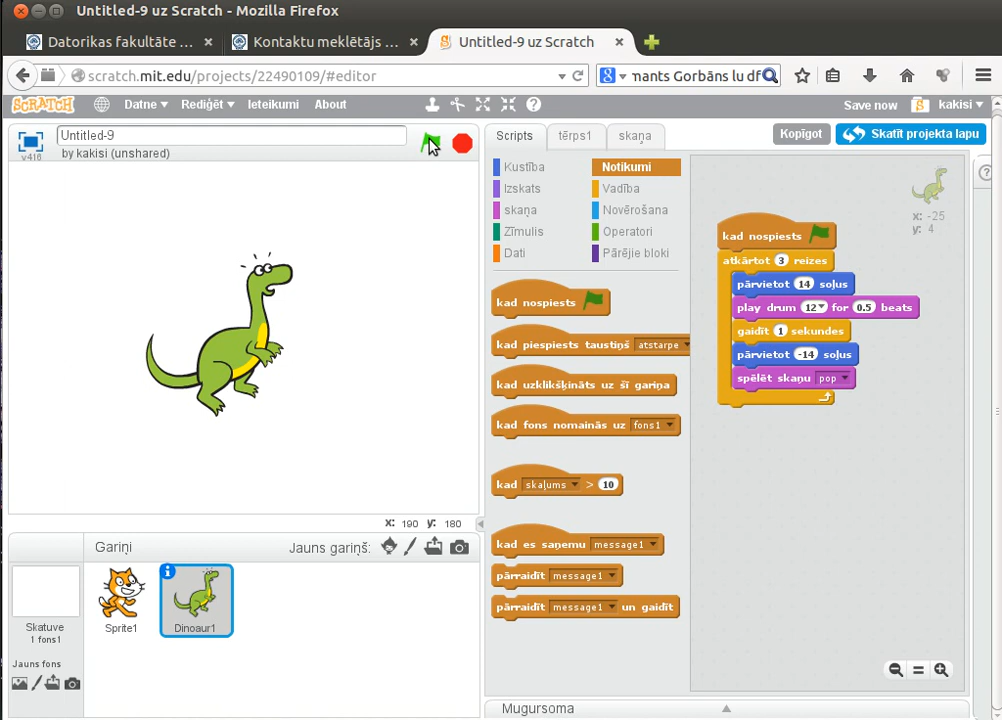 Untitled-9 uz Scratch - Mozilla Firefox
Datorikas fakultāte ...
Kontaktu meklētājs ...
Untitled-9 uz Scratch
scratch.mit.edu/projects/22490109/#editor
mants Gorbāns lu df
SCRATCH
Datne
Rediģēt
Ieteikumi
About
Save now
kakisi
Untitled-9
by kakisi (unshared)
v416
Scripts
tērps1
skaņa
Kopīgot
Skatīt projekta lapu
Kustība
Notikumi
Izskats
Vadība
skaņa
Novērošana
Zīmulis
Operatori
Dati
Pārējie bloki
kad nospiests
kad piespiests taustiņš atstarpe
kad uzklikšķināts uz šī gariņa
kad fons nomainās uz fons1
kad skaļums > 10
kad es saņemu message1
pārraidīt message1
pārraidīt message1 un gaidīt
x: -25
y: 4
kad nospiests
atkārtot 3 reizes
pārvietot 14 soļus
play drum 12 for 0.5 beats
gaidīt 1 sekundes
pārvietot -14 soļus
spēlēt skaņu pop
x: 190 y: 180
Gariņi
Jauns gariņš:
Skatuve
1 fons1
Jauns fons
Sprite1
Dinoaur1
Mugursoma